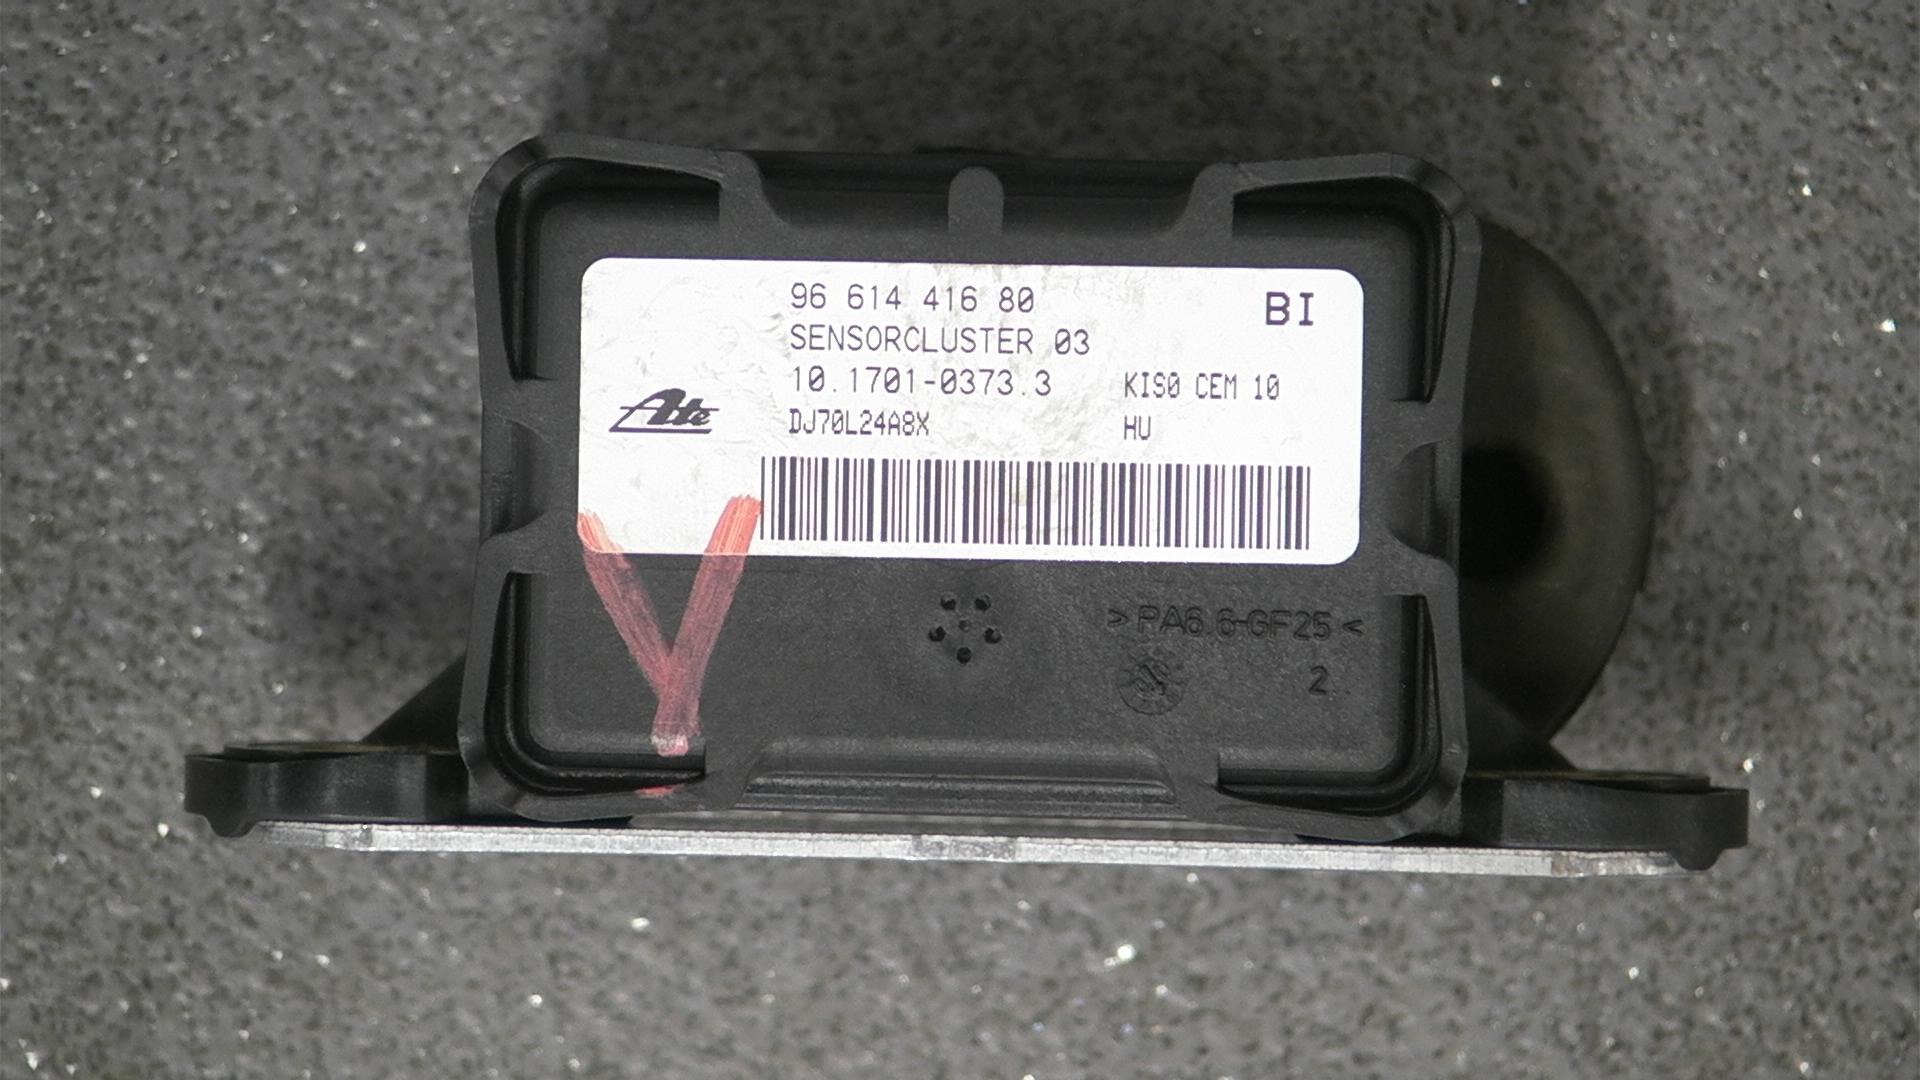 96 614 416 80
BI
SENSORCLUSTER 03
10.1701-0373.3
KIS0 CEM 10
Ate
DJ70L24A8X
HU
Y
>PA6.6-GF25<
2